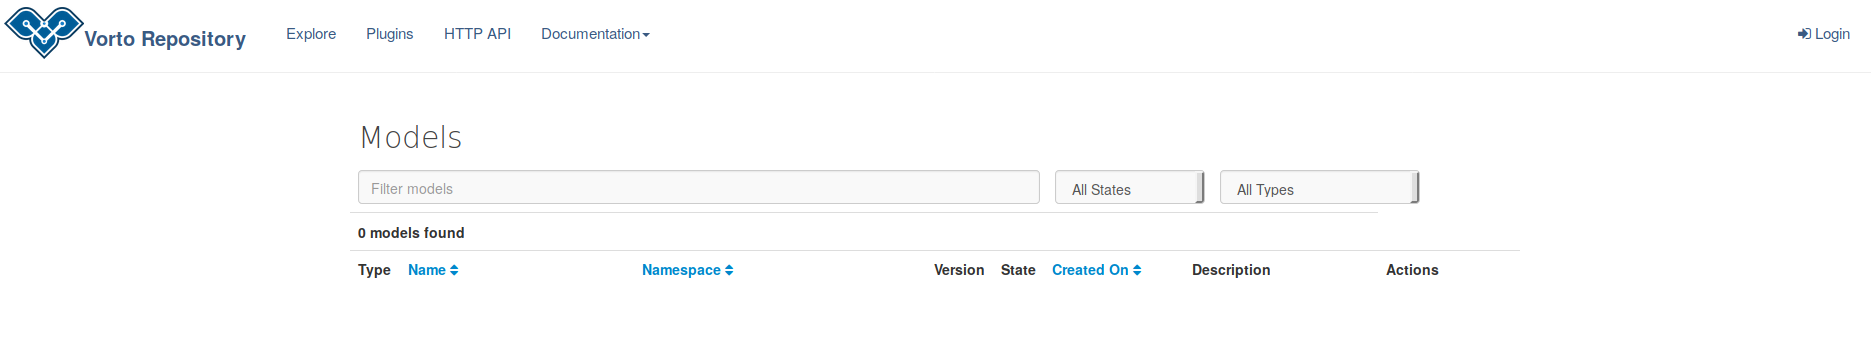 Vorto Repository Explore Plugins HTTP API Documentation Login
Models
Filter models All States All Types
0 models found
Type Name Namespace Version State Created On Description Actions